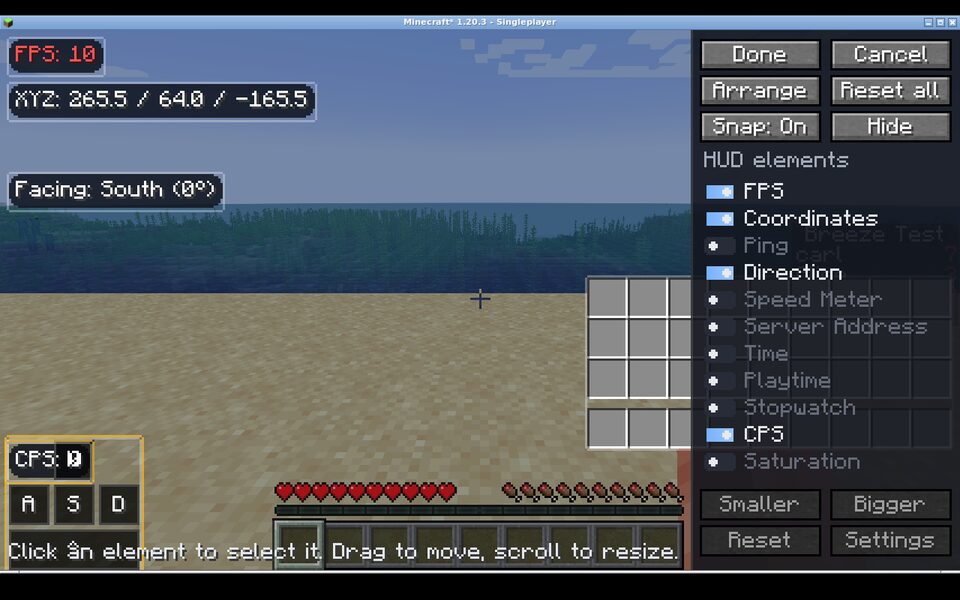 Minecraft* 1.20.3 - Singleplayer
FPS: 10
XYZ: 265.5 / 64.0 / -165.5
Facing: South (0°)
Done
Cancel
Arrange
Reset all
Snap: On
Hide
HUD elements
FPS
Coordinates
Breeze Test
Ping
carl
Direction
Speed Meter
Server Address
Time
Playtime
Stopwatch
CPS
Saturation
CPS: 0
A S D
Smaller
Bigger
Reset
Settings
Click an element to select it. Drag to move, scroll to resize.